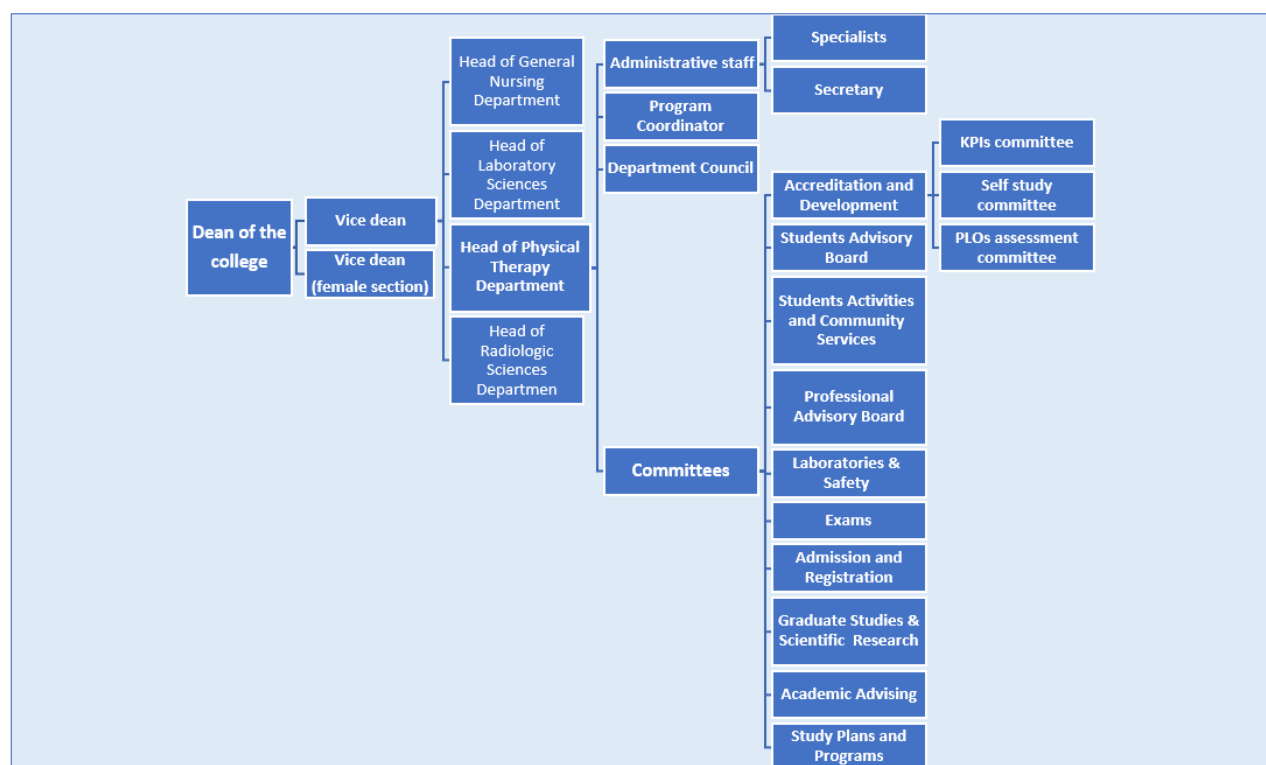 Dean of the
college
Vice dean
Vice dean
(female section)
Head of General
Nursing
Department
Head of
Laboratory
Sciences
Department
Head of Physical
Therapy
Department
Head of
Radiologic
Sciences
Departmen
Administrative staff
Program
Coordinator
Department Council
Committees
Specialists
Secretary
Accreditation and
Development
Students Advisory
Board
Students Activities
and Community
Services
Professional
Advisory Board
Laboratories &
Safety
Exams
Admission and
Registration
Graduate Studies &
Scientific Research
Academic Advising
Study Plans and
Programs
KPIs committee
Self study
committee
PLOs assessment
committee